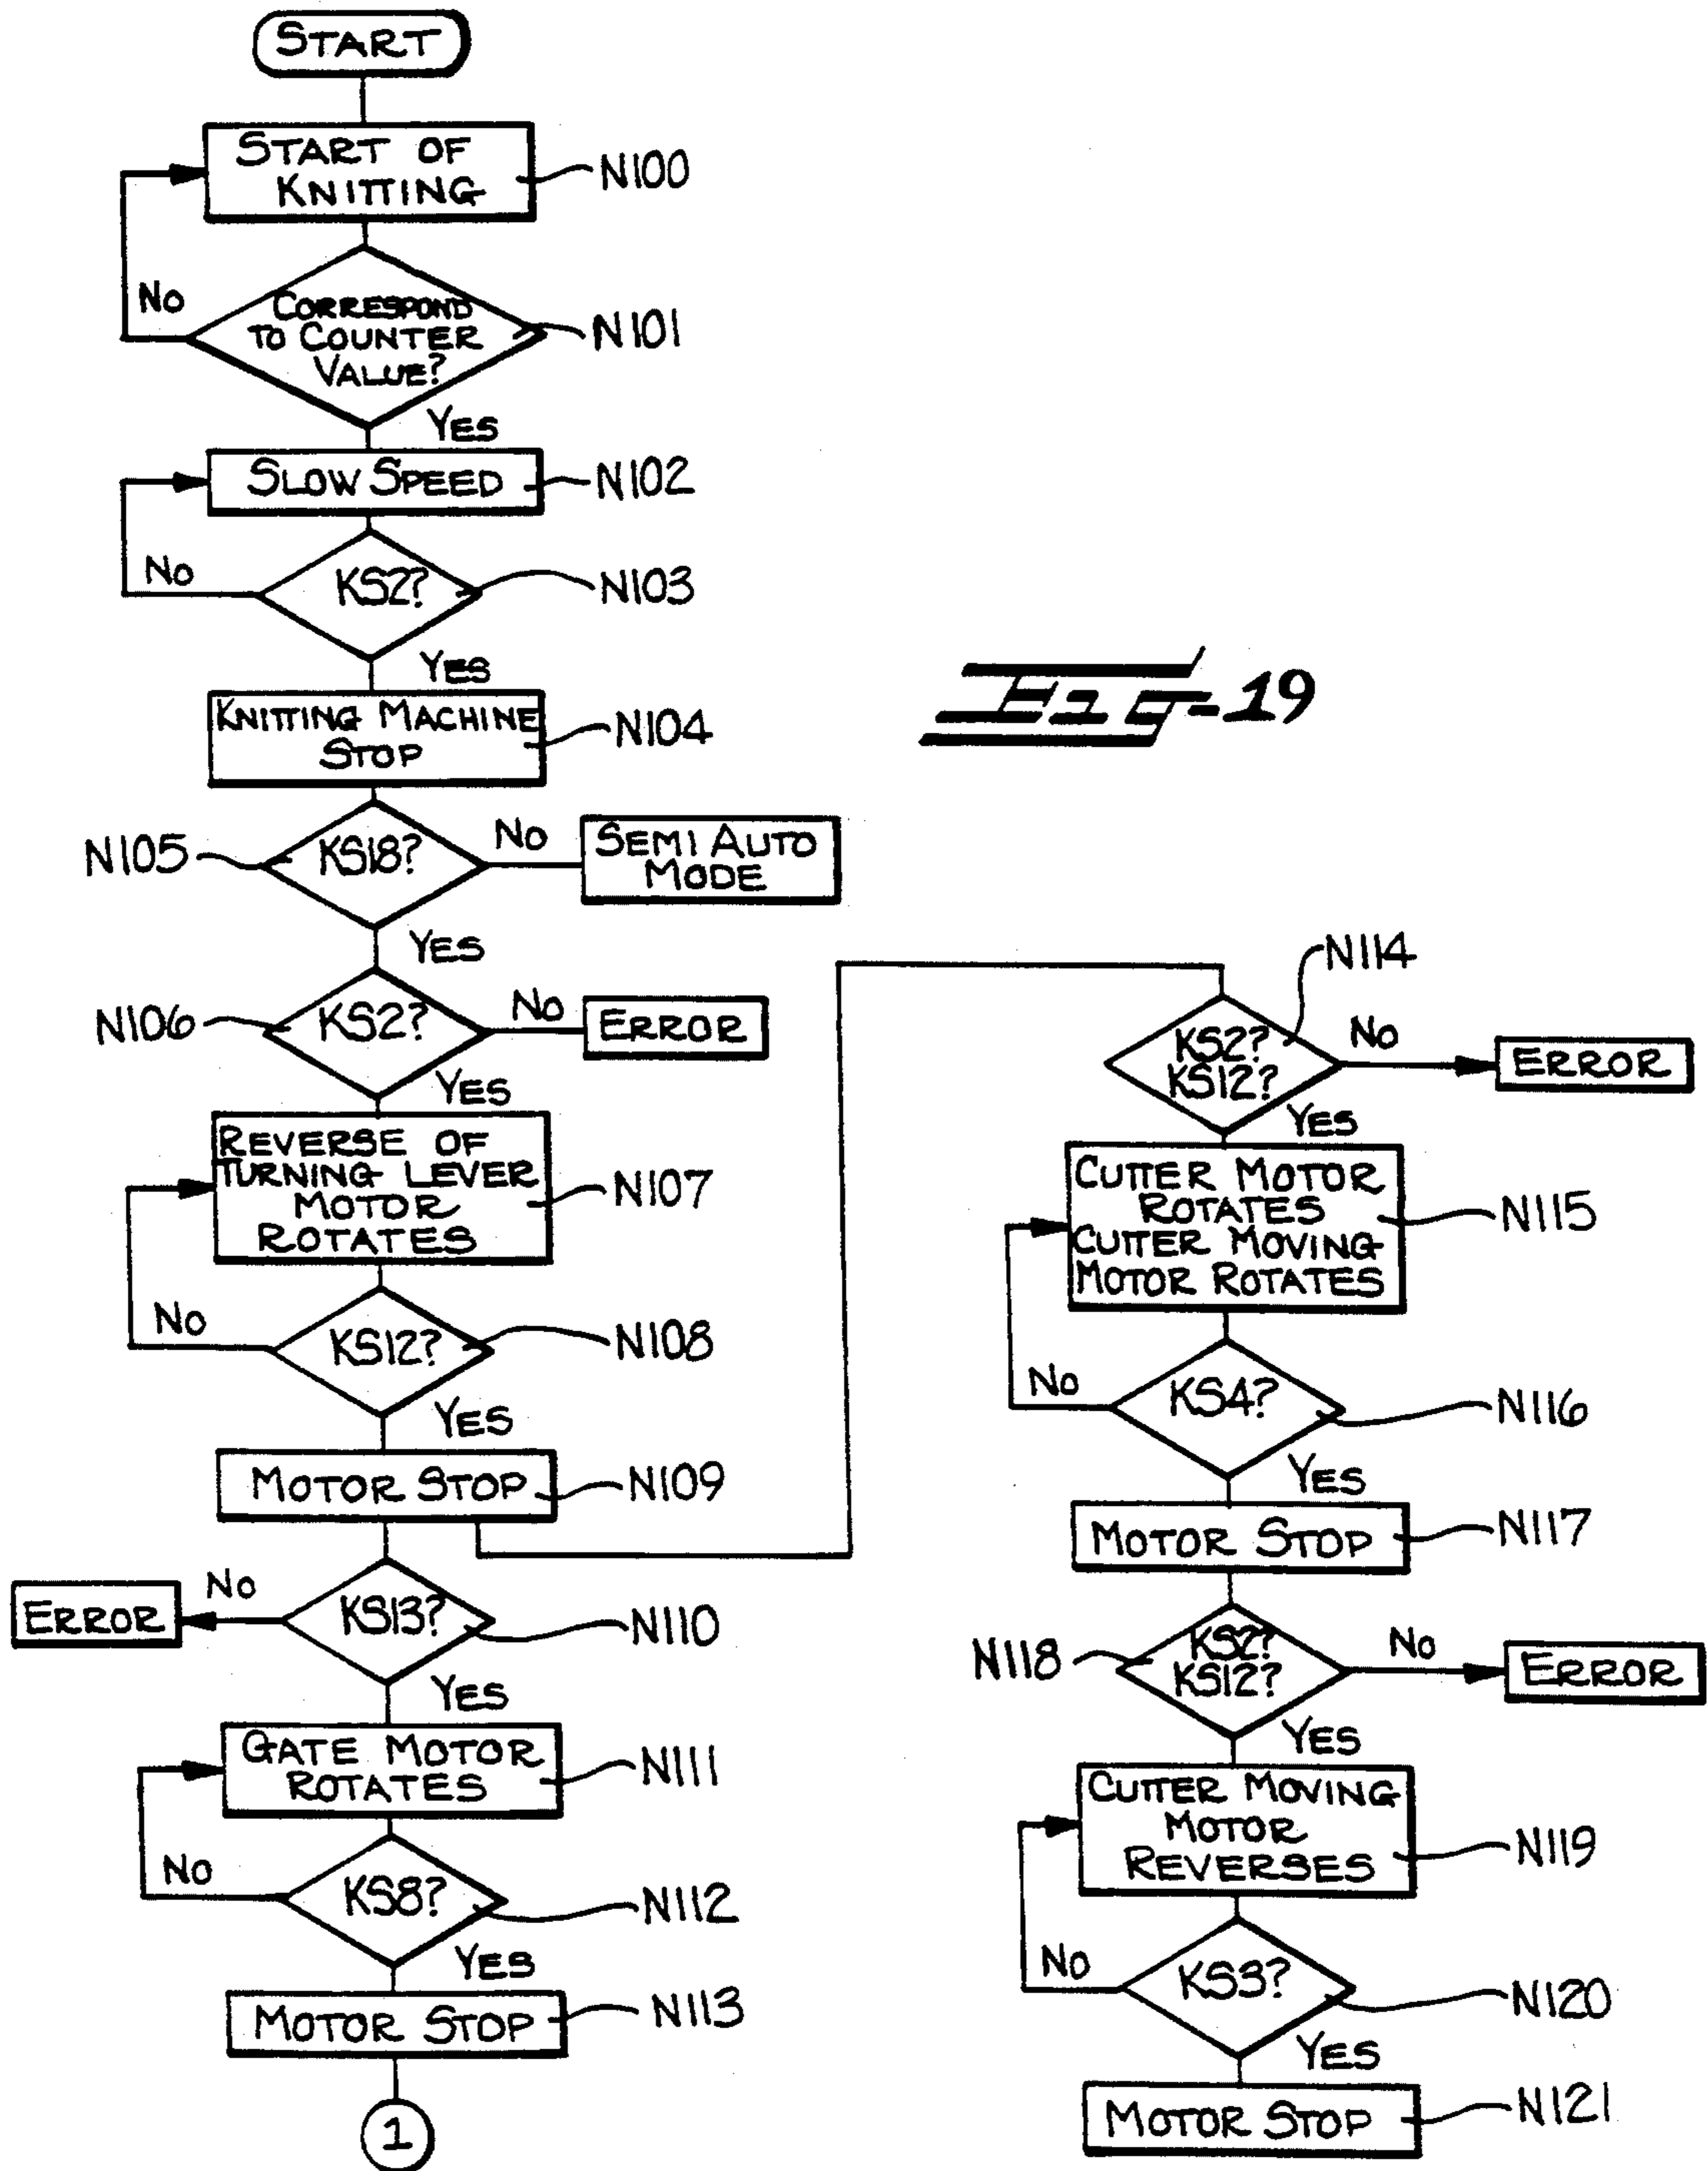 START
START OF
KNITTING
N100
No
CORRESPOND
TO COUNTER
VALUE?
N101
YES
SLOW SPEED
N102
No
KS2?
N103
YES
KNITTING MACHINE
STOP
N104
N105
KS18?
No
SEMI AUTO
MODE
YES
N106
KS2?
No
ERROR
YES
REVERSE OF
TURNING LEVER
MOTOR
ROTATES
N107
No
KS12?
N108
YES
MOTOR STOP
N109
ERROR
No
KS13?
N110
YES
GATE MOTOR
ROTATES
N111
No
KS8?
N112
YES
MOTOR STOP
N113
1
Fig-19
N114
KS2?
KS12?
No
ERROR
YES
CUTTER MOTOR
ROTATES
CUTTER MOVING
MOTOR ROTATES
N115
No
KS4?
N116
YES
MOTOR STOP
N117
N118
KS2?
KS12?
No
ERROR
YES
CUTTER MOVING
MOTOR
REVERSES
N119
No
KS3?
N120
YES
MOTOR STOP
N121